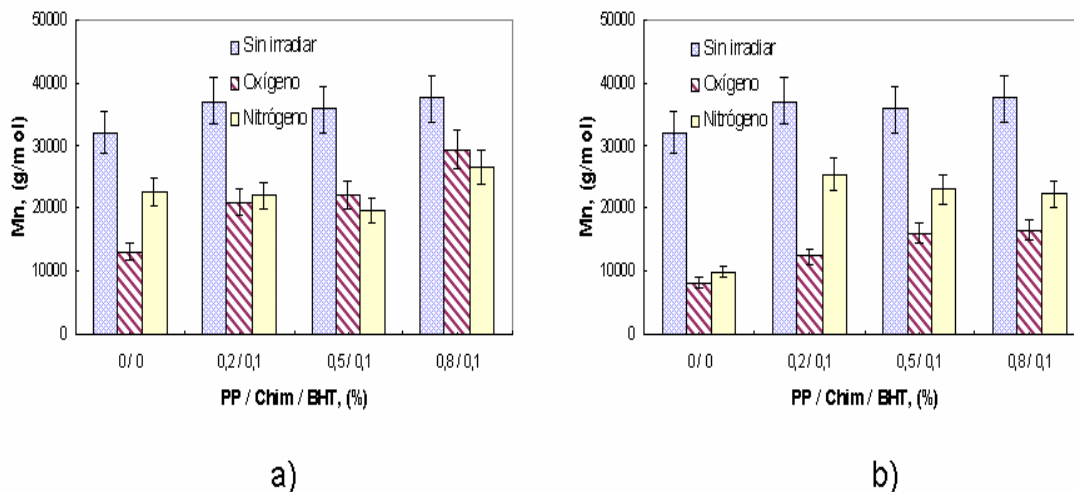 50000
40000
30000
20000
10000
0
Mn, (g/mol)
Sin irradiar
Oxígeno
Nitrógeno
0/0
0,2/0,1
0,5/0,1
0,8/0,1
PP / Chim / BHT, (%)
a)
50000
40000
30000
20000
10000
0
Mn, (g/mol)
Sin irradiar
Oxígeno
Nitrógeno
0/0
0,2/0,1
0,5/0,1
0,8/0,1
PP / Chim / BHT, (%)
b)